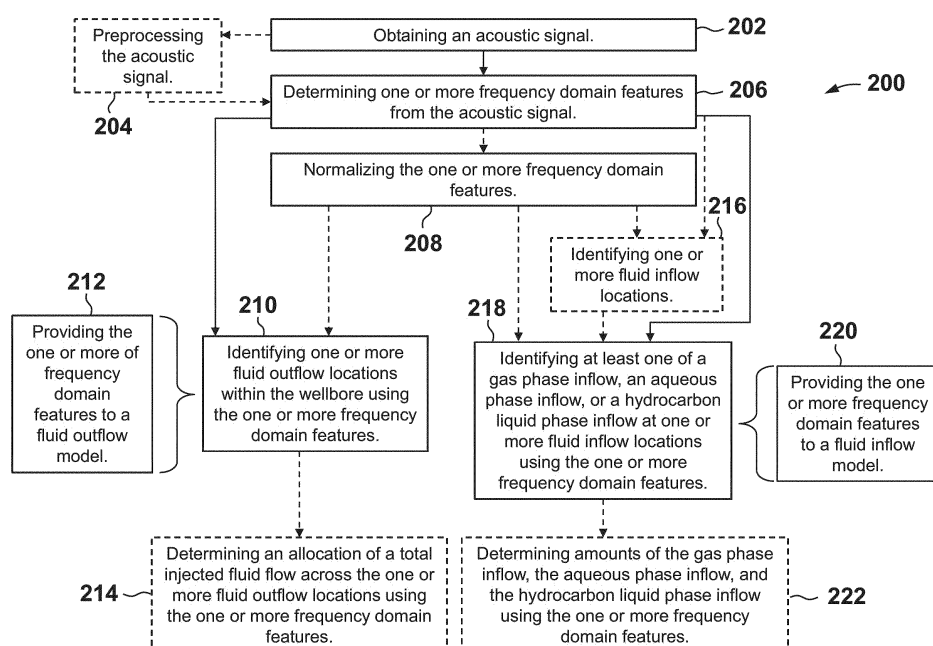 Preprocessing
the acoustic
signal.
204
Obtaining an acoustic signal.
202
Determining one or more frequency domain features
from the acoustic signal.
206
200
Normalizing the one or more frequency domain
features.
208
216
Identifying one or
more fluid inflow
locations.
212
Providing the
one or more of
frequency
domain
features to a
fluid outflow
model.
210
Identifying one or more
fluid outflow locations
within the wellbore using
the one or more frequency
domain features.
218
Identifying at least one of a
gas phase inflow, an aqueous
phase inflow, or a hydrocarbon
liquid phase inflow at one or
more fluid inflow locations
using the one or more
frequency domain features.
220
Providing the one
or more frequency
domain features
to a fluid inflow
model.
214
Determining an allocation of a total
injected fluid flow across the one or
more fluid outflow locations using
the one or more frequency domain
features.
Determining amounts of the gas phase
inflow, the aqueous phase inflow, and
the hydrocarbon liquid phase inflow
using the one or more frequency
domain features.
222